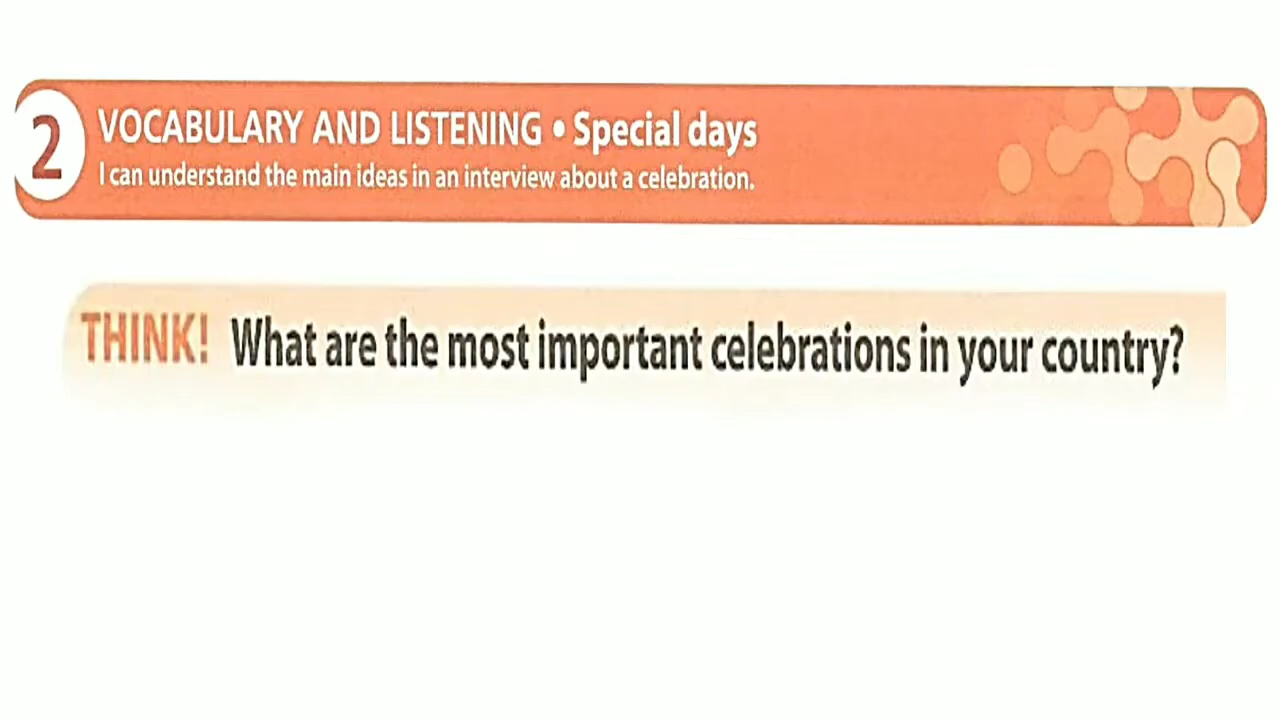 2
VOCABULARY AND LISTENING • Special days
I can understand the main ideas in an interview about a celebration.
THINK! What are the most important celebrations in your country?